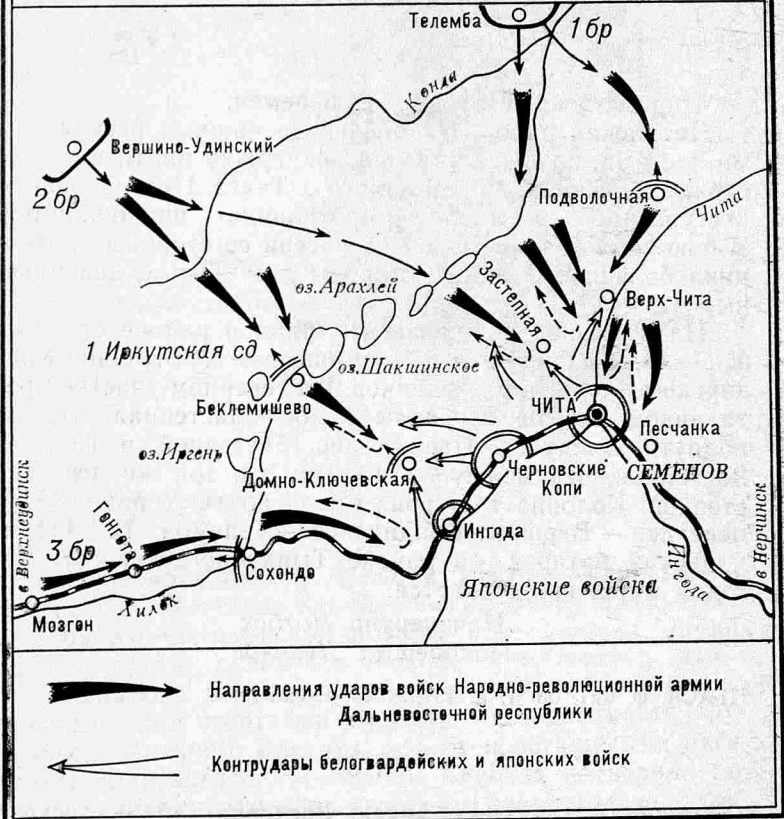 Телемба
1 бр
Конда
Вершино-Удинский
2 бр
Подволочная
Чита
оз. Арахлей
Застепная
Верх-Чита
1 Иркутская сд
оз. Шакшинское
Беклемишево
ЧИТА
Песчанка
оз. Иргень
Домно-Ключевская
Черновские
Копи
СЕМЕНОВ
в Верхнеудинск
Гонгота
3 бр
Ингода
Сохондо
Хилок
Мозгон
Японские войска
Ингода
в Нерчинск
Направления ударов войск Народно-революционной армии
Дальневосточной республики
Контрудары белогвардейских и японских войск